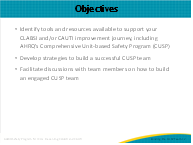 Objectives
• Identify tools and resources available to support your
CLABSI and/or CAUTI improvement journey, including
AHRQ's Comprehensive Unit-based Safety Program (CUSP)
• Develop strategies to build a successful CUSP team
• Facilitated discussions with team members on how to build
an engaged CUSP team